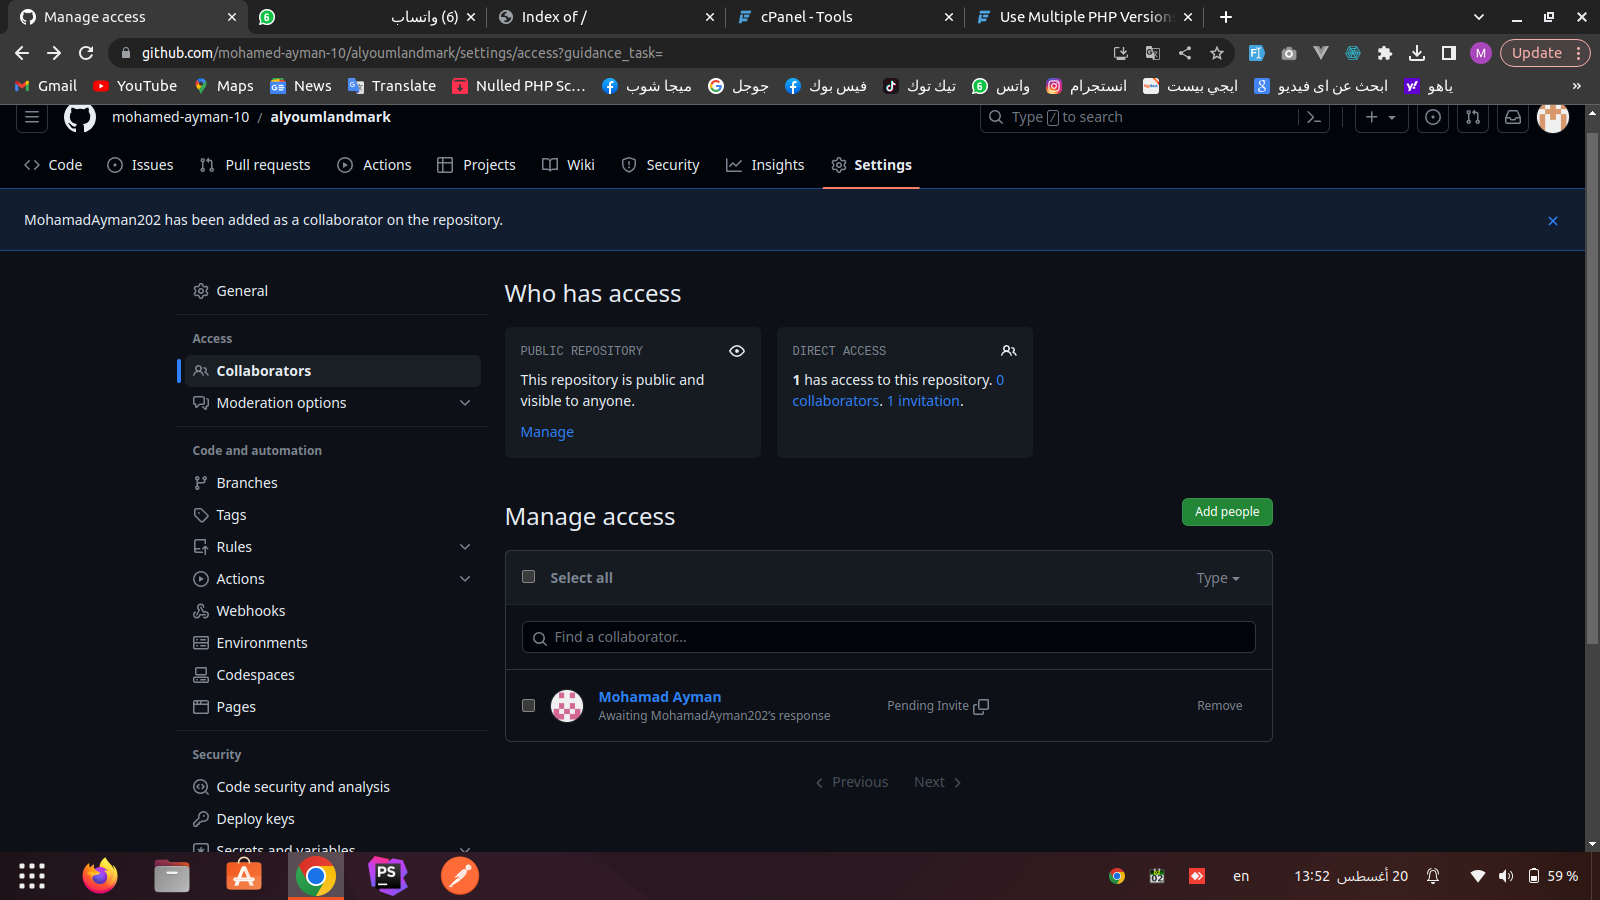 Manage access
(6) واتساب
Index of /
cPanel - Tools
Use Multiple PHP Version
github.com/mohamed-ayman-10/alyoumlandmark/settings/access?guidance_task=
M
Update
Gmail
YouTube
Maps
News
Translate
Nulled PHP Sc...
ميجا شوب
جوجل
فيس بوك
تيك توك
واتس
انستجرام
ايجي بيست
ابحث عن اى فيديو
ياهو
»
mohamed-ayman-10 / alyoumlandmark
Type / to search
Code
Issues
Pull requests
Actions
Projects
Wiki
Security
Insights
Settings
MohamadAyman202 has been added as a collaborator on the repository.
General
Access
Collaborators
Moderation options
Code and automation
Branches
Tags
Rules
Actions
Webhooks
Environments
Codespaces
Pages
Security
Code security and analysis
Deploy keys
Secrets and variables
Who has access
PUBLIC REPOSITORY
This repository is public and
visible to anyone.
Manage
DIRECT ACCESS
1 has access to this repository. 0
collaborators. 1 invitation.
Manage access
Add people
Select all
Type
Find a collaborator...
Mohamad Ayman
Awaiting MohamadAyman202's response
Pending Invite
Remove
Previous
Next
PS
02
en
20 أغسطس 13:52
59 %